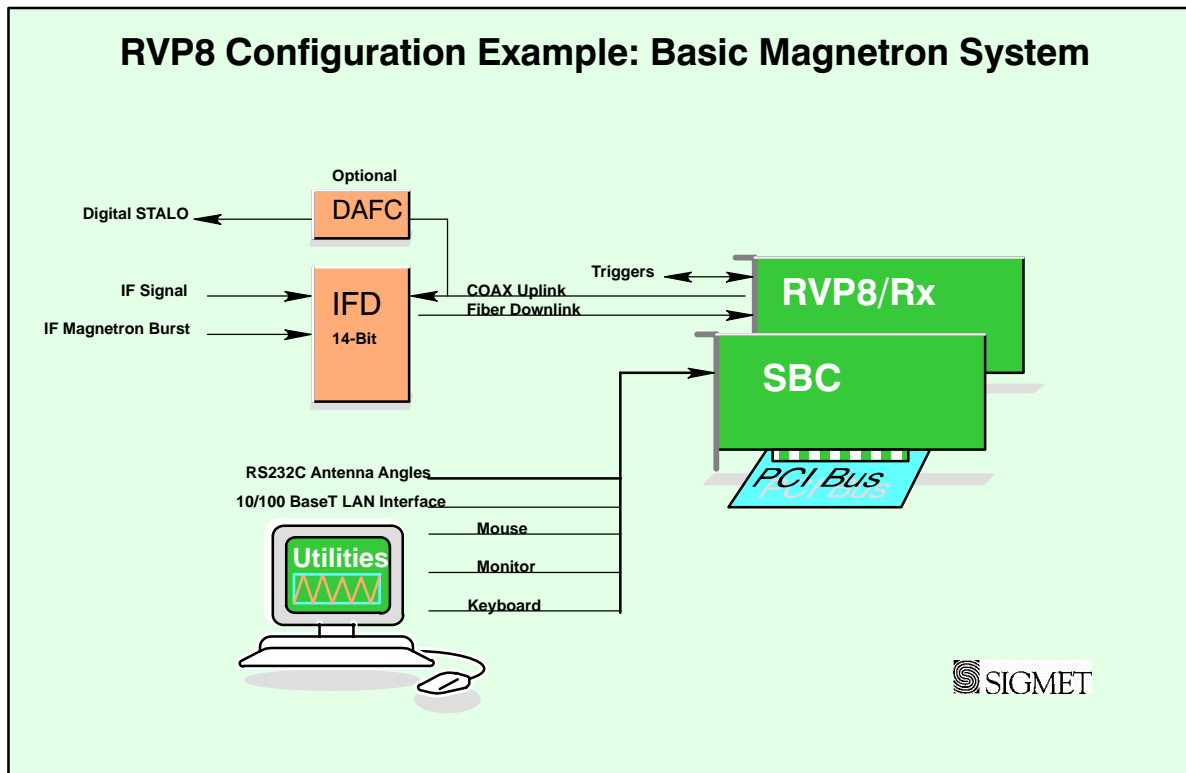 RVP8 Configuration Example: Basic Magnetron System
Optional
DAFC
Digital STALO
Triggers
RVP8/Rx
IF Signal
IFD
COAX Uplink
Fiber Downlink
IF Magnetron Burst
14-Bit
SBC
PCI Bus
PCI Bus
RS232C Antenna Angles
10/100 BaseT LAN Interface
Mouse
Utilities
Monitor
Keyboard
SIGMET